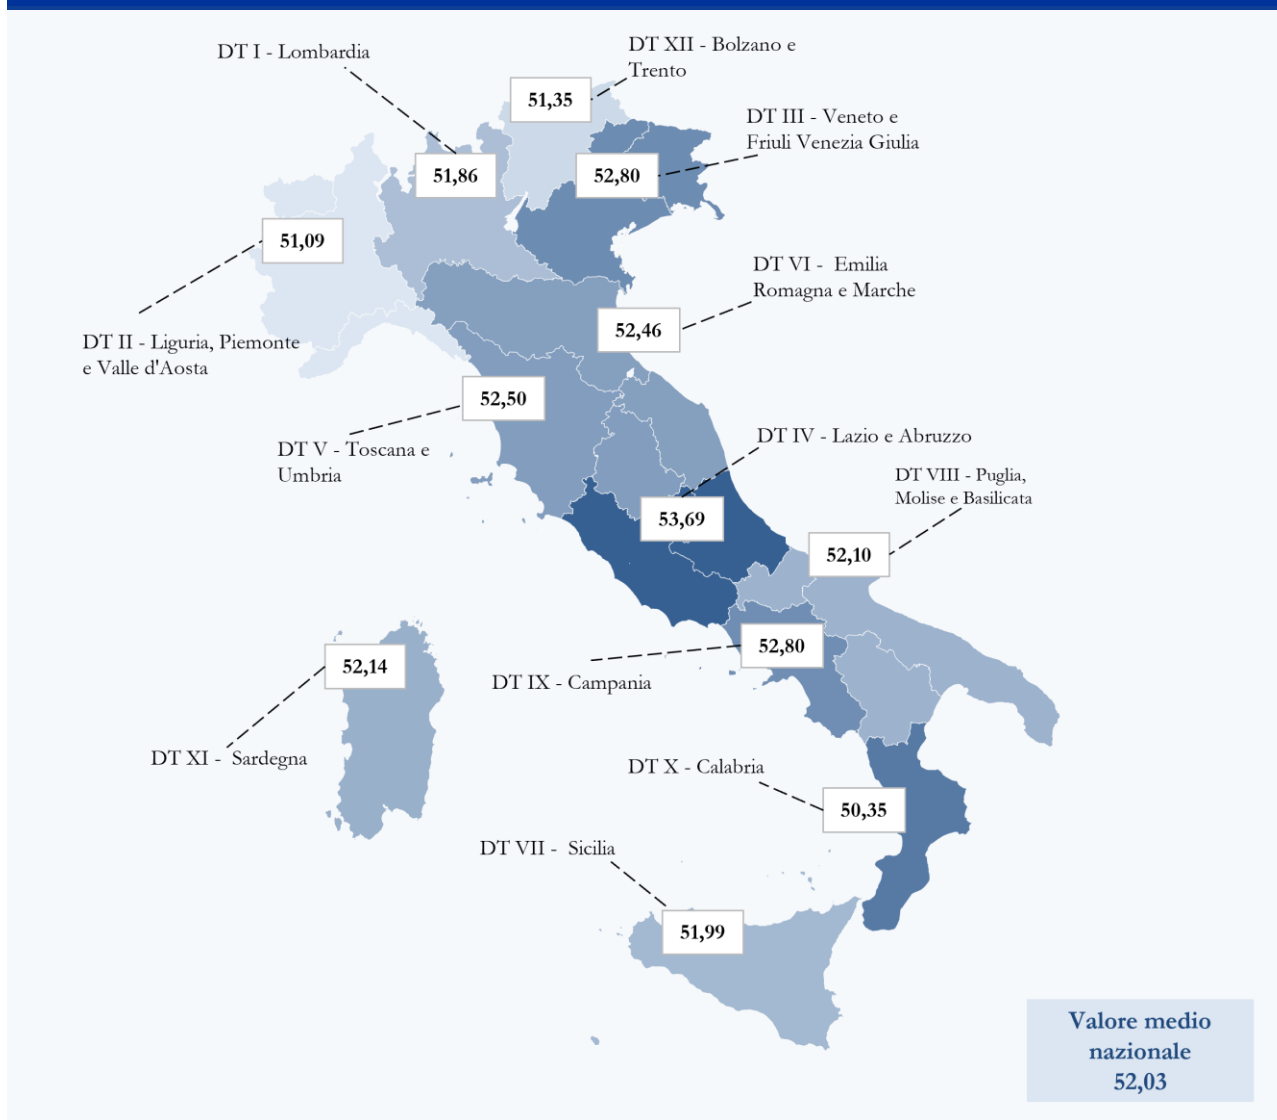 DT I - Lombardia
DT XII - Bolzano e
Trento
51,35
DT III - Veneto e
Friuli Venezia Giulia
51,86
52,80
51,09
DT VI -  Emilia
Romagna e Marche
52,46
DT II - Liguria, Piemonte
e Valle d'Aosta
52,50
DT V - Toscana e
Umbria
DT IV - Lazio e Abruzzo
DT VIII - Puglia,
Molise e Basilicata
53,69
52,10
52,80
52,14
DT IX - Campania
DT XI -  Sardegna
DT X - Calabria
50,35
DT VII -  Sicilia
51,99
Valore medio
nazionale
52,03